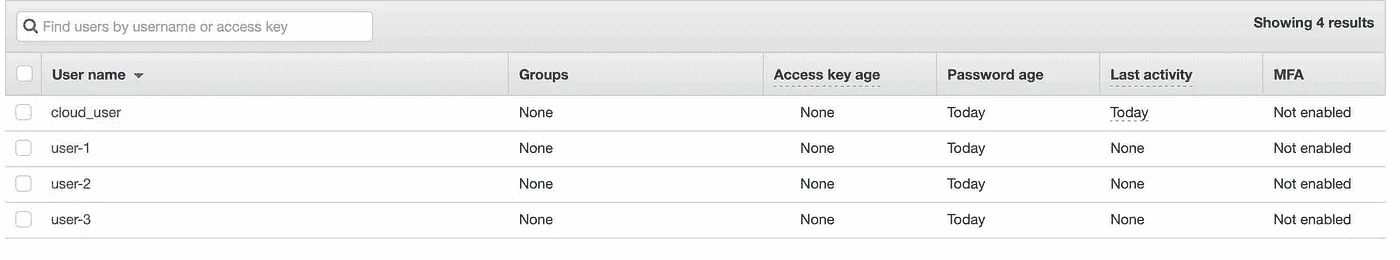 Find users by username or access key
Showing 4 results
User name Groups Access key age Password age Last activity MFA
cloud_user None None Today Today Not enabled
user-1 None None Today None Not enabled
user-2 None None Today None Not enabled
user-3 None None Today None Not enabled